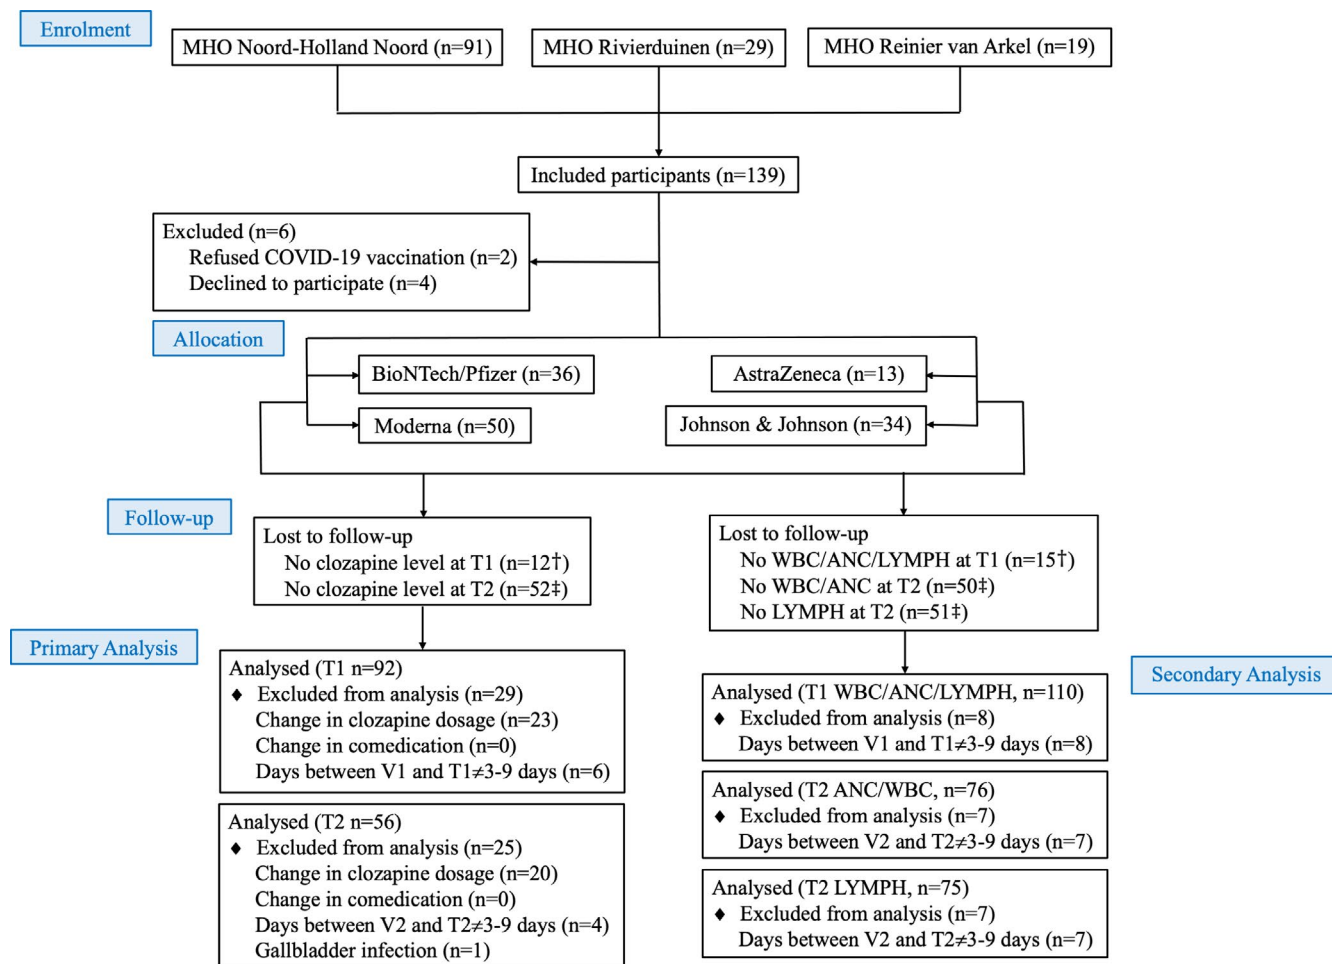 Enrolment
MHO Noord-Holland Noord (n=91)
MHO Rivierduinen (n=29)
MHO Reinier van Arkel (n=19)
Included participants (n=139)
Excluded (n=6)
Refused COVID-19 vaccination (n=2)
Declined to participate (n=4)
Allocation
BioNTech/Pfizer (n=36)
AstraZeneca (n=13)
Moderna (n=50)
Johnson & Johnson (n=34)
Follow-up
Lost to follow-up
No clozapine level at T1 (n=12†)
No clozapine level at T2 (n=52‡)
Lost to follow-up
No WBC/ANC/LYMPH at T1 (n=15†)
No WBC/ANC at T2 (n=50‡)
No LYMPH at T2 (n=51‡)
Primary Analysis
Analysed (T1 n=92)
♦ Excluded from analysis (n=29)
Change in clozapine dosage (n=23)
Change in comedication (n=0)
Days between V1 and T1≠3-9 days (n=6)
Analysed (T2 n=56)
♦ Excluded from analysis (n=25)
Change in clozapine dosage (n=20)
Change in comedication (n=0)
Days between V2 and T2≠3-9 days (n=4)
Gallbladder infection (n=1)
Secondary Analysis
Analysed (T1 WBC/ANC/LYMPH, n=110)
♦ Excluded from analysis (n=8)
Days between V1 and T1≠3-9 days (n=8)
Analysed (T2 ANC/WBC, n=76)
♦ Excluded from analysis (n=7)
Days between V2 and T2≠3-9 days (n=7)
Analysed (T2 LYMPH, n=75)
♦ Excluded from analysis (n=7)
Days between V2 and T2≠3-9 days (n=7)